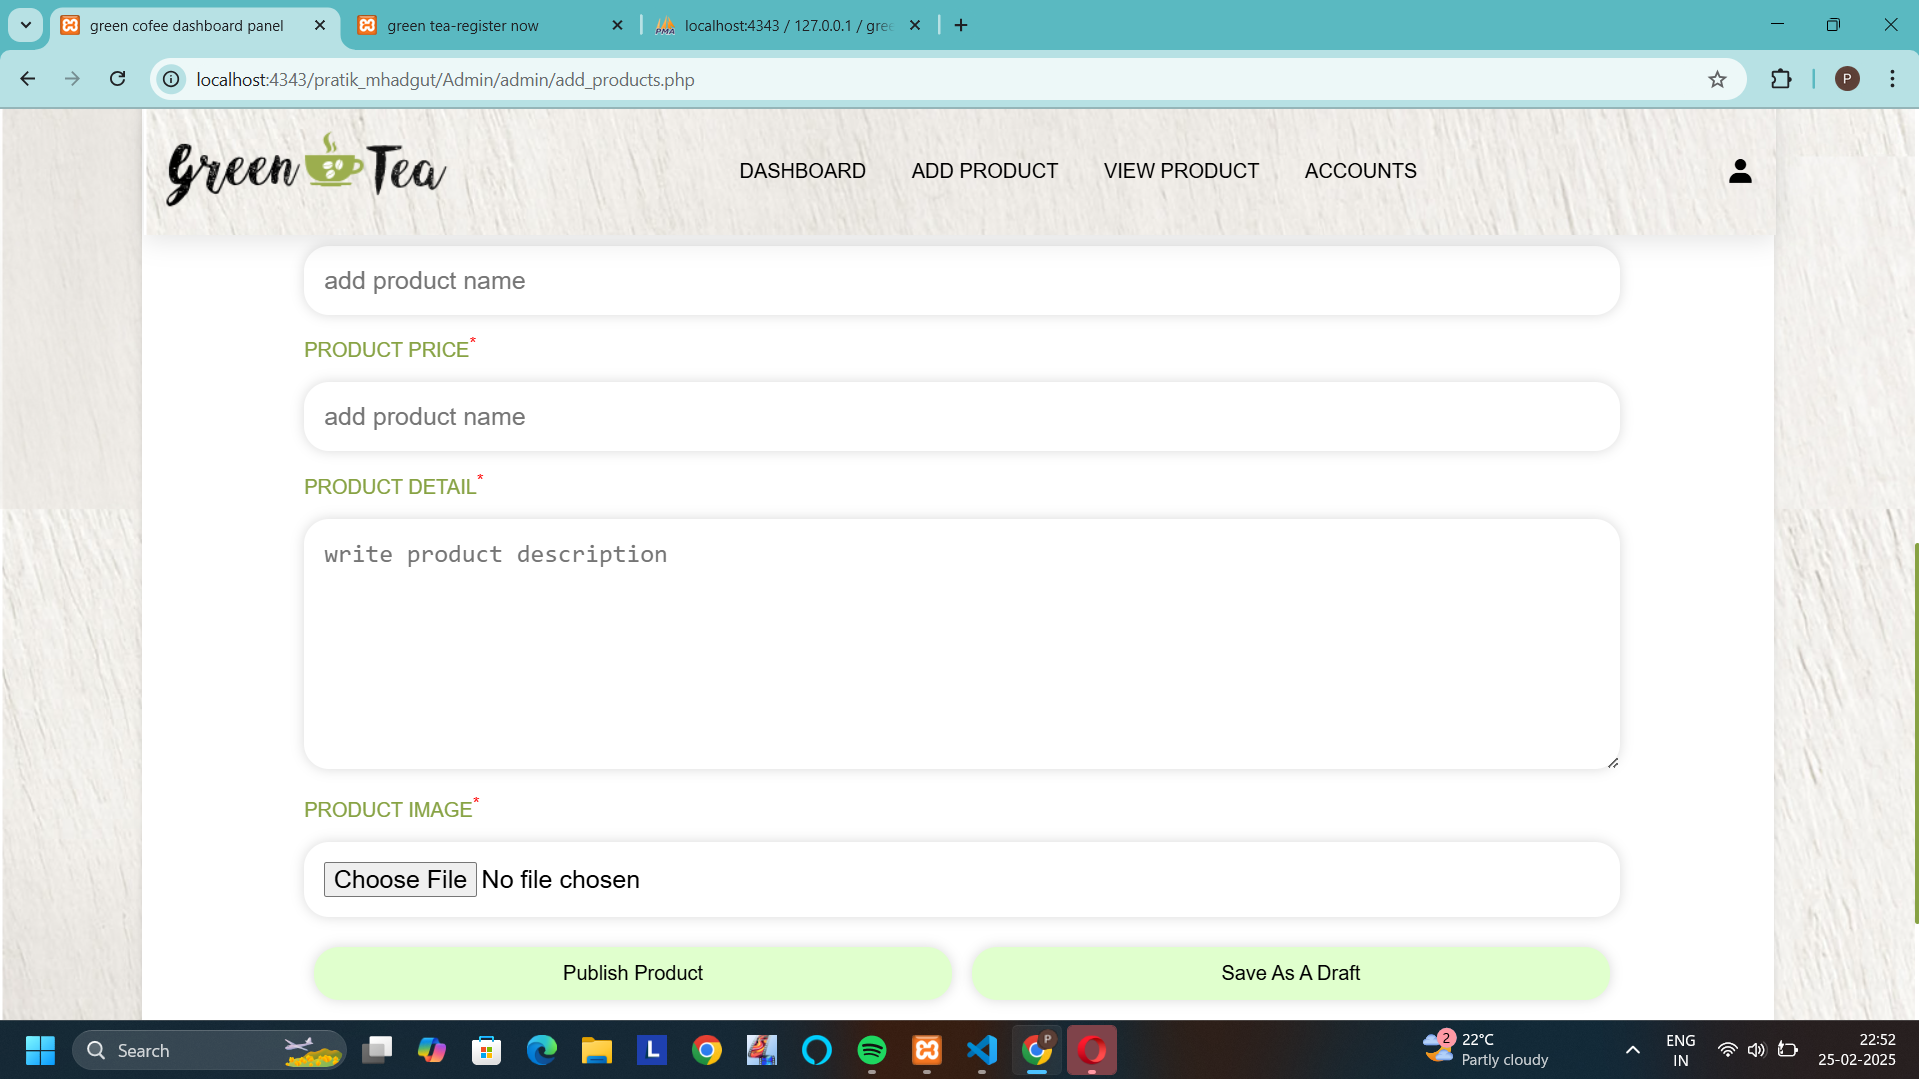 green cofee dashboard panel
green tea-register now
localhost:4343 / 127.0.0.1 / gree
localhost:4343/pratik_mhadgut/Admin/admin/add_products.php
P
Green Tea
DASHBOARD
ADD PRODUCT
VIEW PRODUCT
ACCOUNTS
add product name
PRODUCT PRICE*
add product name
PRODUCT DETAIL*
write product description
PRODUCT IMAGE*
Choose File No file chosen
Publish Product
Save As A Draft
Search
L
P
2
22°C
Partly cloudy
ENG
IN
22:52
25-02-2025